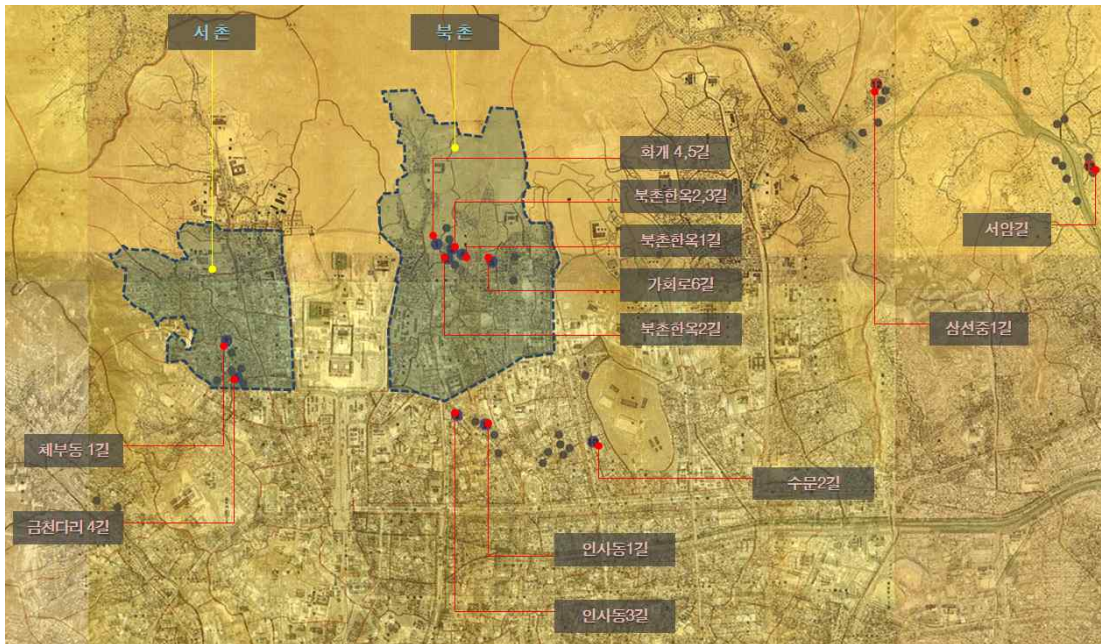 서 촌
북 촌
화개 4,5길
북촌한옥2,3길
북촌한옥1길
가회로6길
북촌한옥2길
서암길
삼선중1길
체부동 1길
금천다리 4길
수문2길
인사동1길
인사동3길